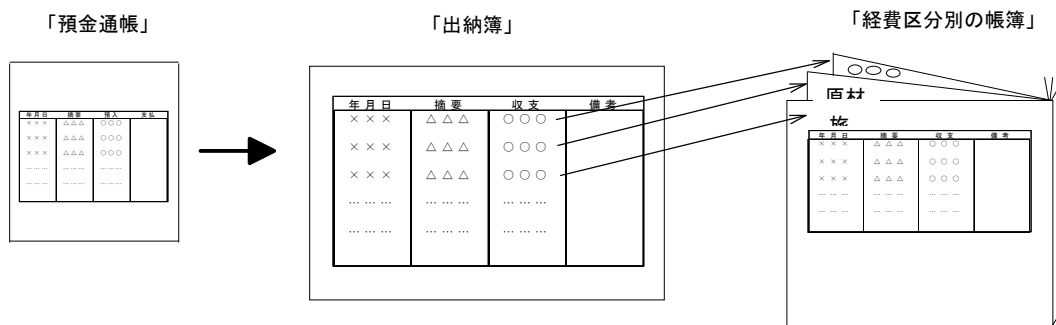 「預金通帳」
「出納簿」
「経費区分別の帳簿」
年月日 摘要 預入 支払
××× △△△ ○○○
××× △△△ ○○○
××× △△△ ○○○
… … … … … … … … …
… … … … … … … … …
年月日 摘要 収支 備考
××× △△△ ○○○
××× △△△ ○○○
××× △△△ ○○○
… … … … … … … … …
… … … … … … … … …
○○○
原材
年月日 摘要 収支 備考
××× △△△ ○○○
××× △△△ ○○○
××× △△△ ○○○
… … … … … … … … …
… … … … … … … … …